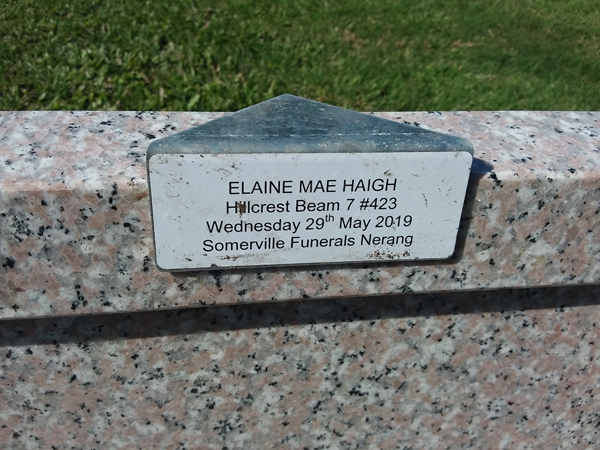 ELAINE MAE HAIGH
Hillcrest Beam 7 #423
Wednesday 29th May 2019
Somerville Funerals Nerang